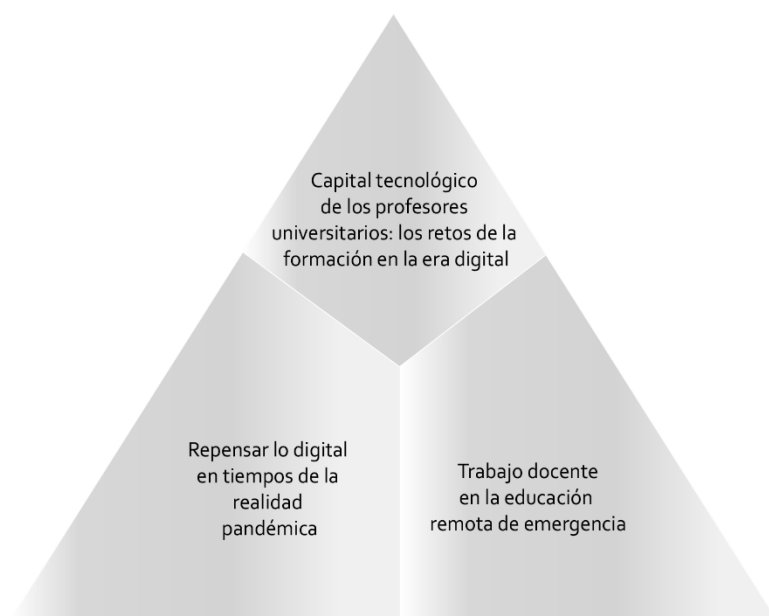 Capital tecnológico
de los profesores
universitarios: los retos de la
formación en la era digital
Repensar lo digital
en tiempos de la
realidad
pandémica
Trabajo docente
en la educación
remota de emergencia